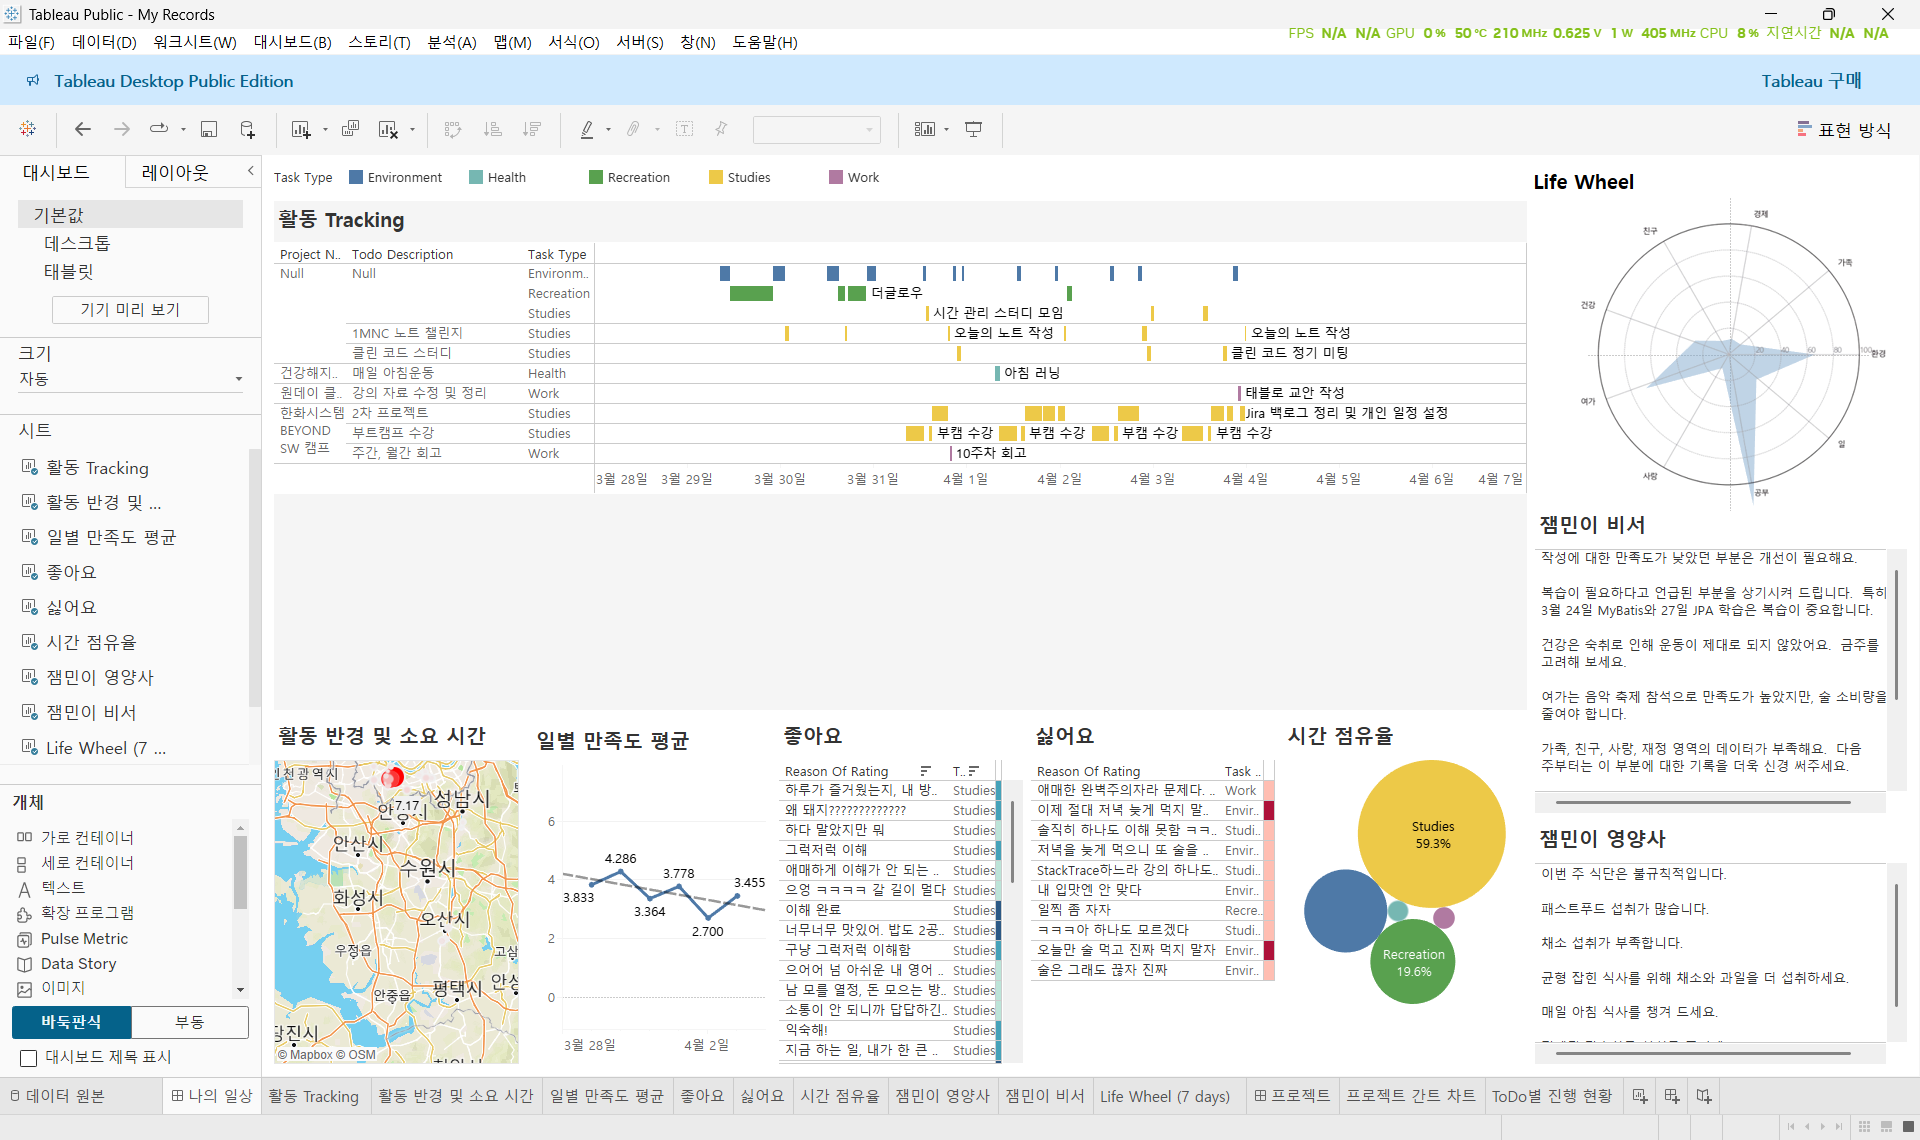 Tableau Public - My Records
파일(F) 데이터(D) 워크시트(W) 대시보드(B) 스토리(T) 분석(A) 맵(M) 서식(O) 서버(S) 창(N) 도움말(H)
FPS N/A N/A GPU 0 % 50 °C 210 MHz 0.625 V 1 W 405 MHz CPU 8 % 지연시간 N/A N/A
Tableau Desktop Public Edition
Tableau 구매
표현 방식
대시보드 레이아웃
기본값
데스크톱
태블릿
기기 미리 보기
크기
자동
시트
활동 Tracking
활동 반경 및 ...
일별 만족도 평균
좋아요
싫어요
시간 점유율
잼민이 영양사
잼민이 비서
Life Wheel (7 ...
개체
가로 컨테이너
세로 컨테이너
텍스트
확장 프로그램
Pulse Metric
Data Story
이미지
바둑판식 부동
대시보드 제목 표시
Task Type Environment Health Recreation Studies Work
활동 Tracking
Project N.. Todo Description Task Type
Null Null Environm..
Recreation 더글로우
Studies 시간 관리 스터디 모임
1MNC 노트 챌린지 Studies 오늘의 노트 작성 오늘의 노트 작성
클린 코드 스터디 Studies 클린 코드 정기 미팅
건강해지.. 매일 아침운동 Health 아침 러닝
원데이 클.. 강의 자료 수정 및 정리 Work 태블로 교안 작성
한화시스템 2차 프로젝트 Studies Jira 백로그 정리 및 개인 일정 설정
BEYOND 부트캠프 수강 Studies 부캠 수강 부캠 수강 부캠 수강 부캠 수강
SW 캠프 주간, 월간 회고 Work 10주차 회고
3월 28일 3월 29일 3월 30일 3월 31일 4월 1일 4월 2일 4월 3일 4월 4일 4월 5일 4월 6일 4월 7일
Life Wheel
경제
친구
가족
건강
20 40 60 80 100 환경
여가
일
사랑
공부
잼민이 비서
작성에 대한 만족도가 낮았던 부분은 개선이 필요해요.
복습이 필요하다고 언급된 부분을 상기시켜 드립니다. 특히
3월 24일 MyBatis와 27일 JPA 학습은 복습이 중요합니다.
건강은 숙취로 인해 운동이 제대로 되지 않았어요. 금주를
고려해 보세요.
여가는 음악 축제 참석으로 만족도가 높았지만, 술 소비량을
줄여야 합니다.
가족, 친구, 사랑, 재정 영역의 데이터가 부족해요. 다음
주부터는 이 부분에 대한 기록을 더욱 신경 써주세요.
잼민이 영양사
이번 주 식단은 불규칙적입니다.
패스트푸드 섭취가 많습니다.
채소 섭취가 부족합니다.
균형 잡힌 식사를 위해 채소와 과일을 더 섭취하세요.
매일 아침 식사를 챙겨 드세요.
활동 반경 및 소요 시간
인천광역시
7.17
성남시
안양시
안산시
수원시
화성시
오산시
우정읍
고삼
안성
안중읍
평택시
당진시
© Mapbox © OSM
일별 만족도 평균
6
4
2
0
3.833
4.286
3.364
3.778
2.700
3.455
3월 28일 4월 2일
좋아요
Reason Of Rating T..
하루가 즐거웠는지, 내 방.. Studies
왜 돼지????????????? Studies
하다 말았지만 뭐 Studies
그럭저럭 이해 Studies
애매하게 이해가 안 되는 .. Studies
으엉 ㅋㅋㅋㅋ 갈 길이 멀다 Studies
이해 완료 Studies
너무너무 맛있어. 밥도 2공.. Studies
구냥 그럭저럭 이해함 Studies
으어어 넘 아쉬운 내 영어 .. Studies
남 모를 열정, 돈 모으는 방.. Studies
소통이 안 되니까 답답하긴.. Studies
익숙해! Studies
지금 하는 일, 내가 한 큰 .. Studies
싫어요
Reason Of Rating Task ..
애매한 완벽주의자라 문제다. .. Work
이제 절대 저녁 늦게 먹지 말.. Envir..
솔직히 하나도 이해 못함 ㅋㅋ.. Studi..
저녁을 늦게 먹으니 또 술을 .. Envir..
StackTrace하느라 강의 하나도.. Studi..
내 입맛엔 안 맞다 Envir..
일찍 좀 자자 Recre..
ㅋㅋㅋ아 하나도 모르겠다 Studi..
오늘만 술 먹고 진짜 먹지 말자 Envir..
술은 그래도 끊자 진짜 Envir..
시간 점유율
Studies
59.3%
Recreation
19.6%
데이터 원본 나의 일상 활동 Tracking 활동 반경 및 소요 시간 일별 만족도 평균 좋아요 싫어요 시간 점유율 잼민이 영양사 잼민이 비서 Life Wheel (7 days) 프로젝트 프로젝트 간트 차트 ToDo별 진행 현황